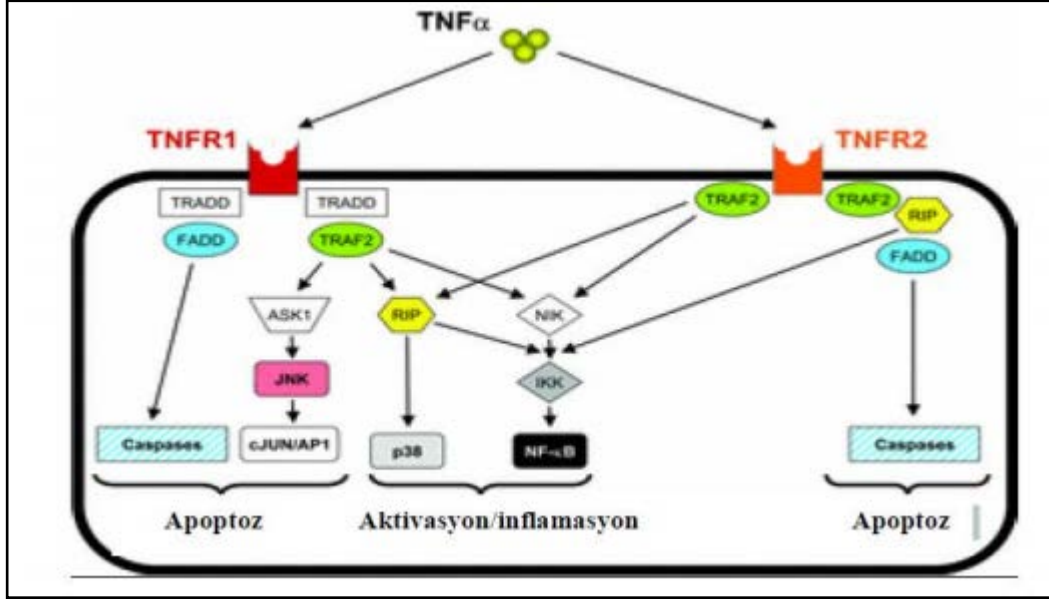 TNFα
TNFR1
TNFR2
TRADD
TRADD
TRAF2
TRAF2
RIP
FADD
TRAF2
FADD
ASK1
RIP
NIK
JNK
IKK
Caspases
cJUN/AP1
p38
NF-κB
Caspases
Apoptoz
Aktivasyon/inflamasyon
Apoptoz